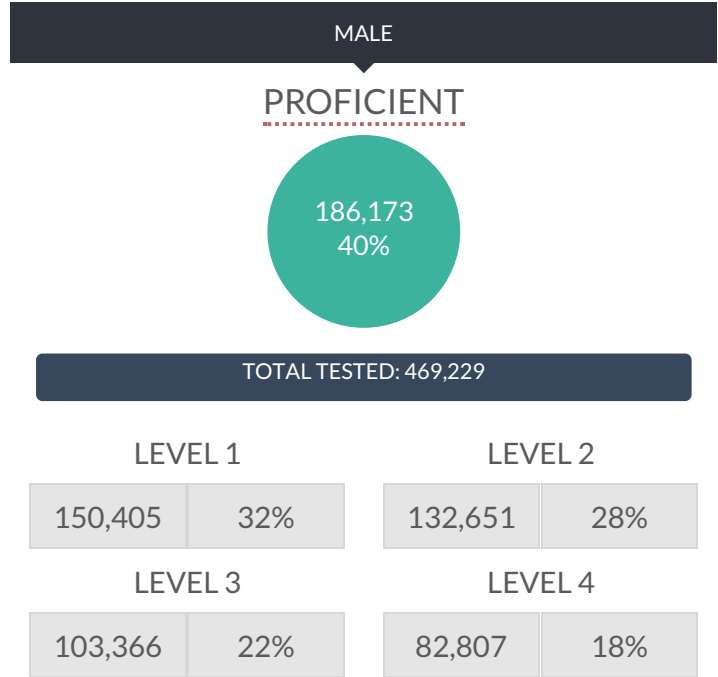 MALE
PROFICIENT
186,173
40%
TOTAL TESTED: 469,229
LEVEL 1
150,405 32%
LEVEL 2
132,651 28%
LEVEL 3
103,366 22%
LEVEL 4
82,807 18%